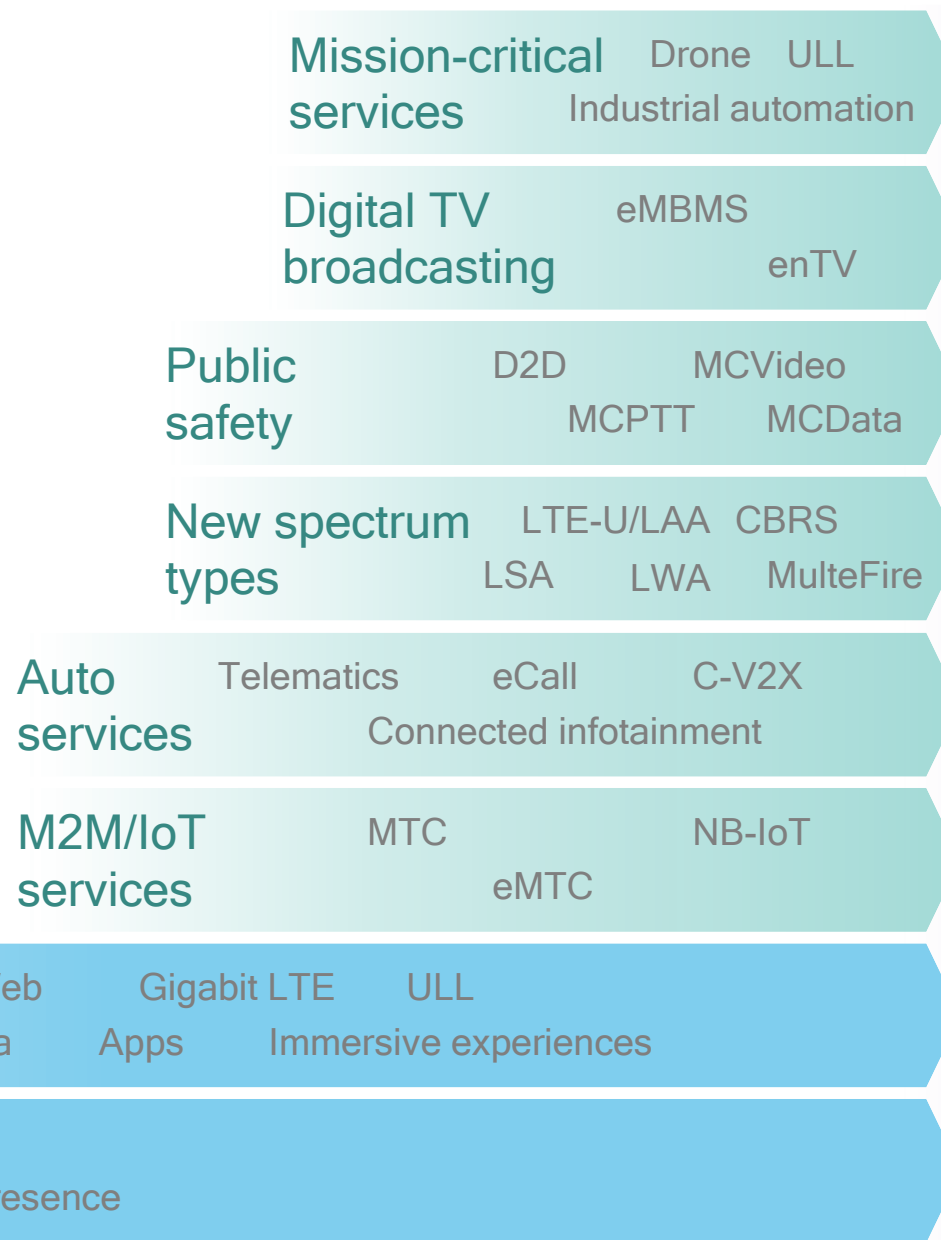 Mission-critical Drone ULL
services Industrial automation
Digital TV eMBMS
broadcasting enTV
Public D2D MCVideo
safety MCPTT MCData
New spectrum LTE-U/LAA CBRS
types LSA LWA MulteFire
Auto Telematics eCall C-V2X
services Connected infotainment
M2M/IoT MTC NB-IoT
services eMTC
Gigabit LTE ULL
Apps Immersive experiences